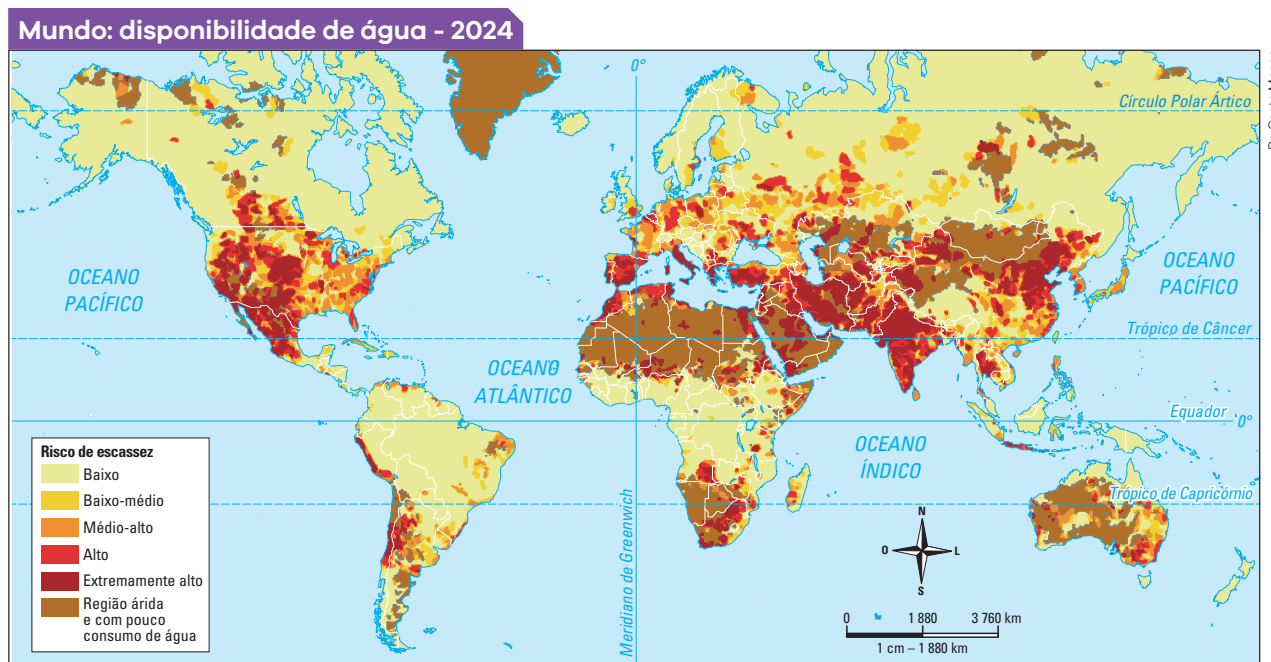 Mundo: disponibilidade de água - 2024
0°
Círculo Polar Ártico
OCEANO
PACÍFICO
OCEANO
PACÍFICO
Trópico de Câncer
OCEANO
ATLÂNTICO
Equador
0°
OCEANO
ÍNDICO
Trópico de Capricórnio
Meridiano de Greenwich
Risco de escassez
Baixo
Baixo-médio
Médio-alto
Alto
Extremamente alto
Região árida
e com pouco
consumo de água
N
O
L
S
0
1 880
3 760 km
1 cm – 1 880 km